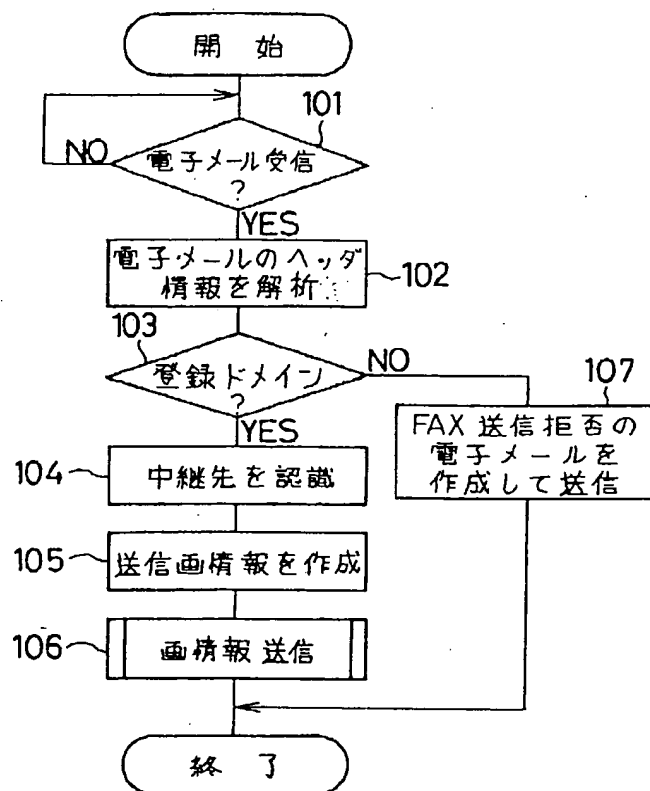 開始
101
NO
電子メール受信
?
YES
電子メールのヘッダ
情報を解析
102
103
登録ドメイン
?
NO
YES
107
FAX送信拒否の
電子メールを
作成して送信
104
中継先を認識
105
送信画情報を作成
106
画情報送信
終了